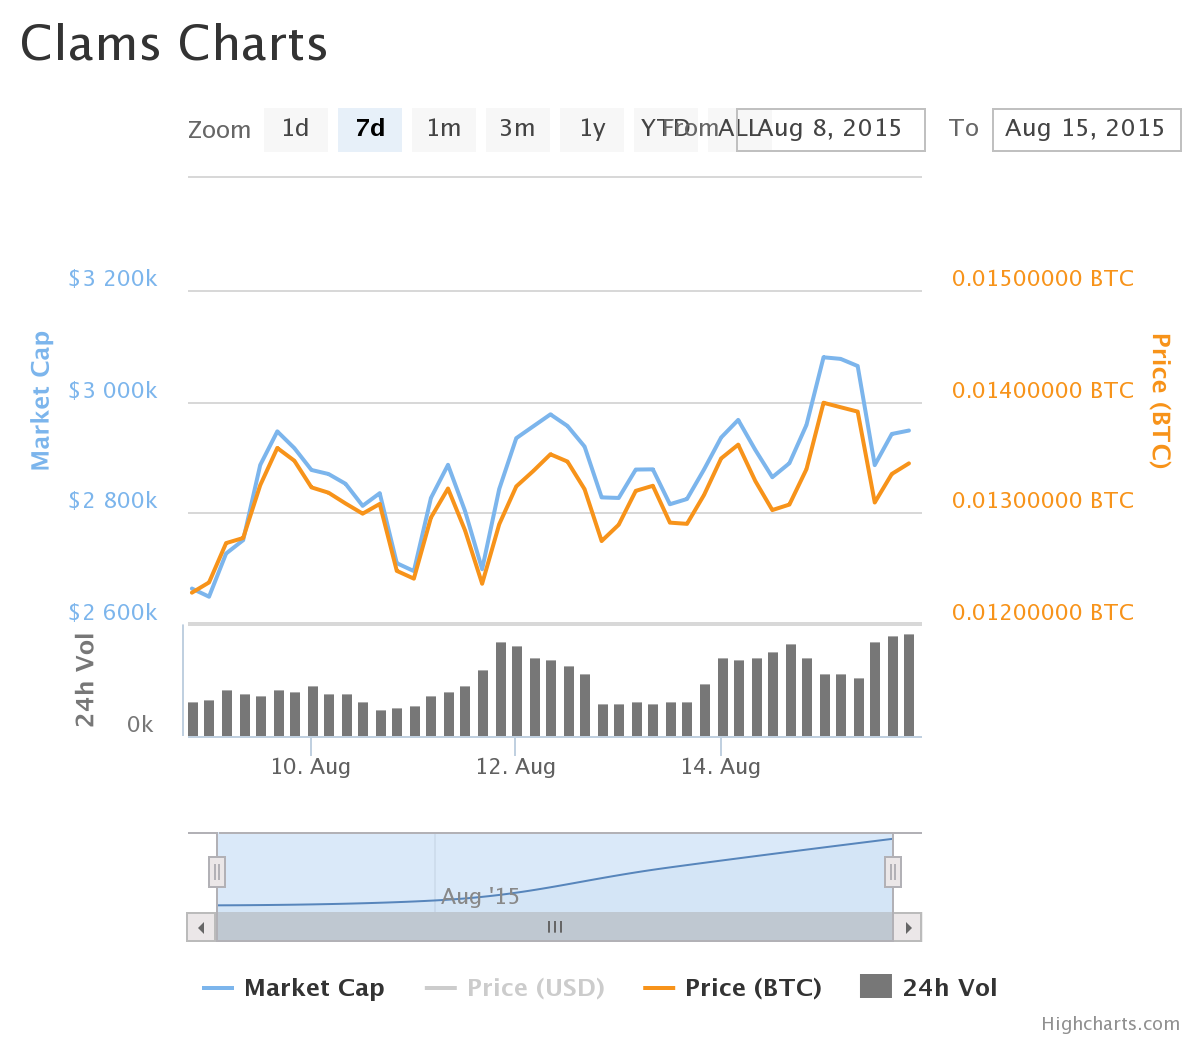 Clams Charts
Zoom 1d 7d 1m 3m 1y YTD ALL From Aug 8, 2015 To Aug 15, 2015
$3 200k 0.01500000 BTC
$3 000k 0.01400000 BTC
Market Cap
Price (BTC)
$2 800k 0.01300000 BTC
$2 600k 0.01200000 BTC
24h Vol
0k
10. Aug 12. Aug 14. Aug
Aug '15
Market Cap Price (USD) Price (BTC) 24h Vol
Highcharts.com